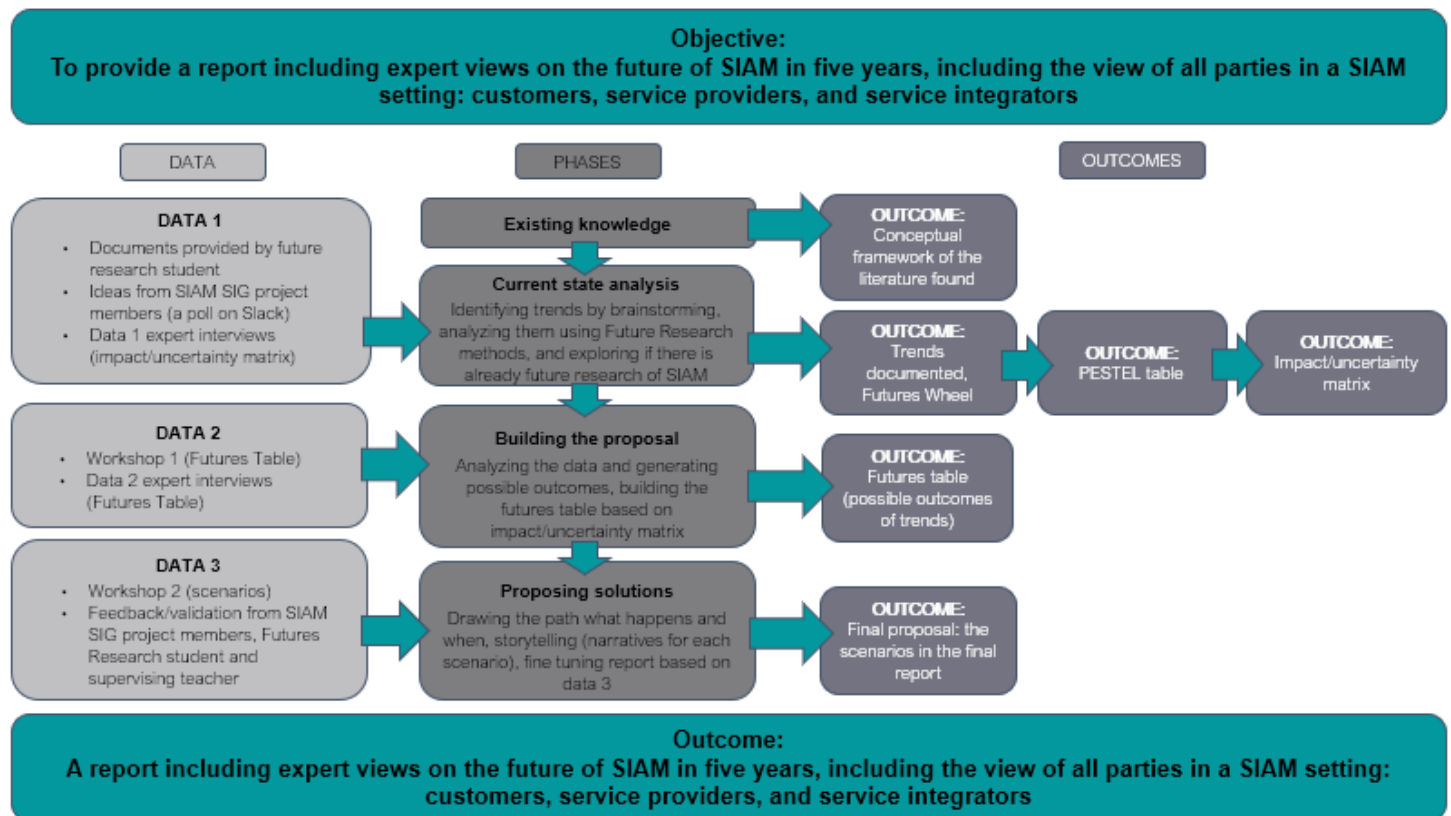 Objective:
To provide a report including expert views on the future of SIAM in five years, including the view of all parties in a SIAM
setting: customers, service providers, and service integrators
DATA
PHASES
OUTCOMES
DATA 1
• Documents provided by future
research student
• Ideas from SIAM SIG project
members (a poll on Slack)
• Data 1 expert interviews
(impact/uncertainty matrix)
Existing knowledge
OUTCOME:
Conceptual
framework of the
literature found
Current state analysis
Identifying trends by brainstorming,
analyzing them using Future Research
methods, and exploring if there is
already future research of SIAM
OUTCOME:
Trends
documented,
Futures Wheel
OUTCOME:
PESTEL table
OUTCOME:
Impact/uncertainty
matrix
DATA 2
• Workshop 1 (Futures Table)
• Data 2 expert interviews
(Futures Table)
Building the proposal
Analyzing the data and generating
possible outcomes, building the
futures table based on
impact/uncertainty matrix
OUTCOME:
Futures table
(possible outcomes
of trends)
DATA 3
• Workshop 2 (scenarios)
• Feedback/validation from SIAM
SIG project members, Futures
Research student and
supervising teacher
Proposing solutions
Drawing the path what happens and
when, storytelling (narratives for each
scenario), fine tuning report based on
data 3
OUTCOME:
Final proposal: the
scenarios in the final
report
Outcome:
A report including expert views on the future of SIAM in five years, including the view of all parties in a SIAM setting:
customers, service providers, and service integrators